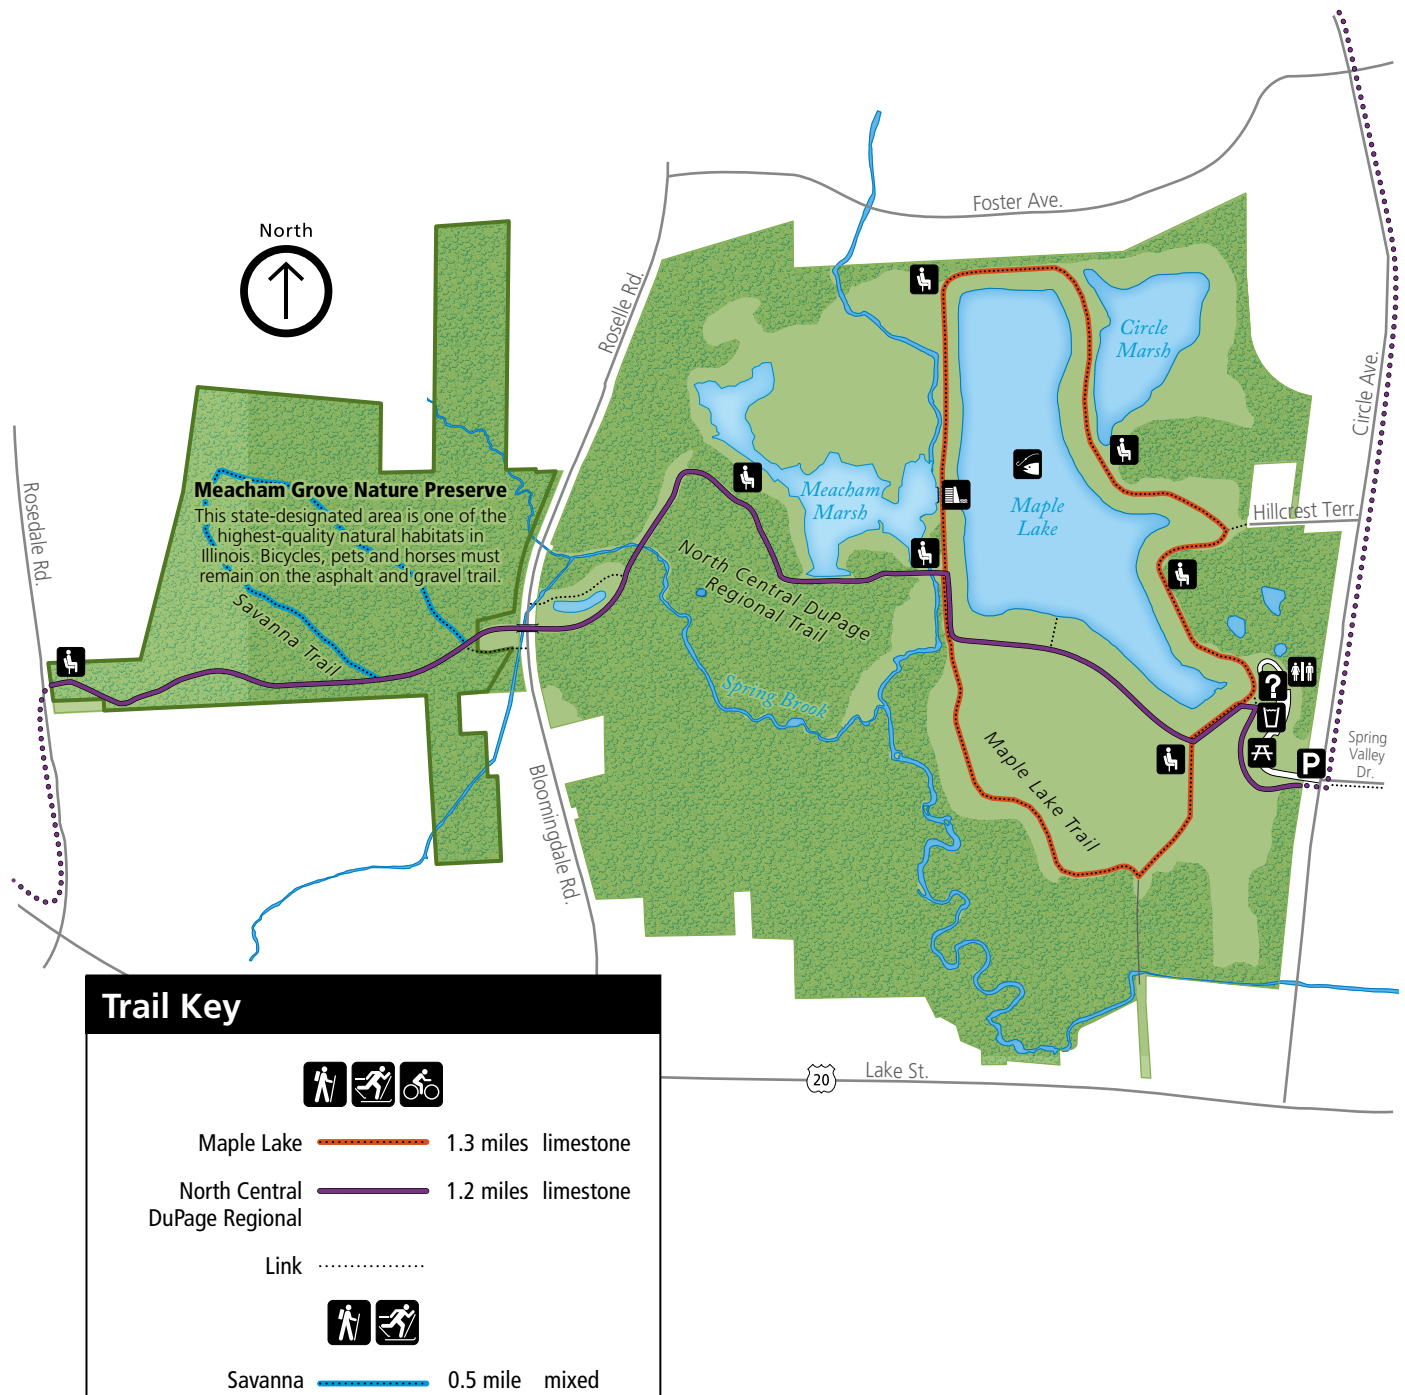 North
Foster Ave.
Roselle Rd.
Circle
Marsh
Circle Ave.
Rosedale Rd.
Meacham Grove Nature Preserve
This state-designated area is one of the
highest-quality natural habitats in
Illinois. Bicycles, pets and horses must
remain on the asphalt and gravel trail.
Savanna Trail
Meacham
Marsh
Maple
Lake
Hillcrest Terr.
North Central DuPage
Regional Trail
Spring Brook
?
Maple Lake Trail
P
Spring
Valley
Dr.
Bloomingdale Rd.
20
Lake St.
Trail Key
Maple Lake 1.3 miles limestone
North Central 1.2 miles limestone
DuPage Regional
Link
Savanna 0.5 mile mixed